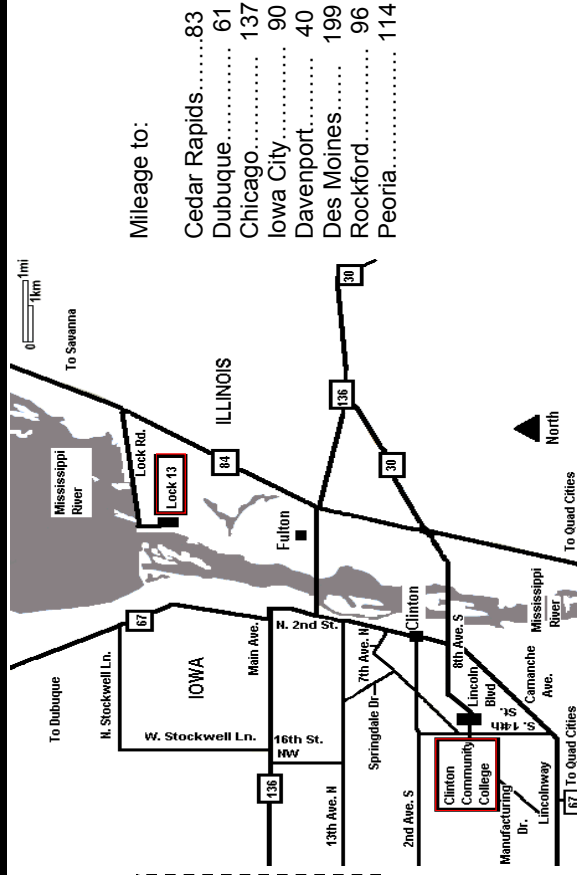 0 1mi
1km
To Savanna
Mississippi
River
Lock Rd.
Lock 13
ILLINOIS
84
To Dubuque
67
N. Stockwell Ln.
IOWA
W. Stockwell Ln.
Main Ave.
Fulton
136
16th St.
NW
N. 2nd St.
136
30
13th Ave. N
Springdale Dr
7th Ave. N
30
2nd Ave. S
Clinton
8th Ave. S
Clinton
Community
College
Lincoln
Blvd
S. 14th
St.
Manufacturing
Dr.
Lincolnway
Camanche
Ave.
Mississippi
River
North
67 To Quad Cities
To Quad Cities
Mileage to:
Cedar Rapids……83
Dubuque………… 61
Chicago………… 137
Iowa City……….. 90
Davenport……… 40
Des Moines……. 199
Rockford……….. 96
Peoria…………… 114